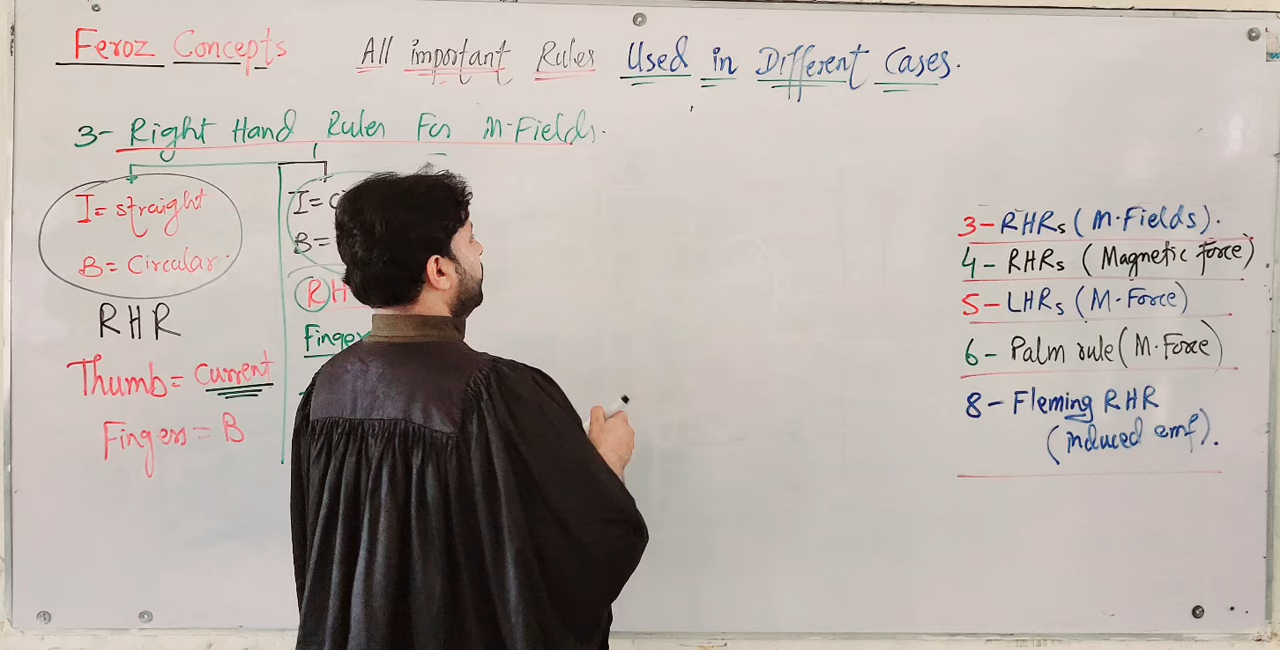 Feroz Concepts
All important Rules Used in Different Cases.
3- Right Hand Rules For M-Fields.
I = straight
B = Circular.
RHR
Thumb = Current
Fingers = B
I = C
B =
RH
Finger
3- RHRs (M.Fields).
4- RHRs (Magnetic force)
5- LHRs (M-Force)
6- Palm rule (M.Force)
8- Fleming RHR
(induced emf).